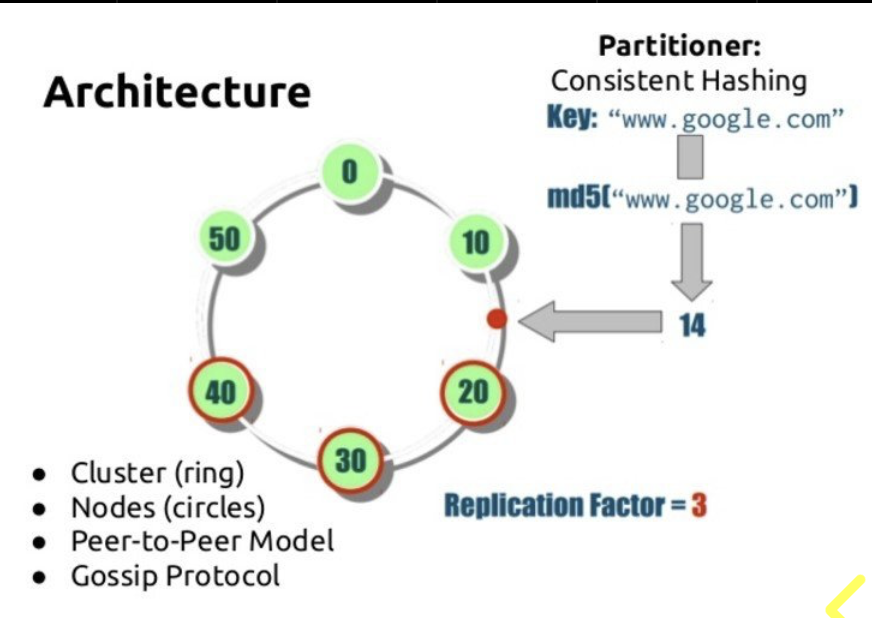 Architecture
Partitioner:
Consistent Hashing
Key: “www.google.com”
md5(“www.google.com”)
14
0
10
20
30
40
50
● Cluster (ring)
● Nodes (circles)
● Peer-to-Peer Model
● Gossip Protocol
Replication Factor = 3